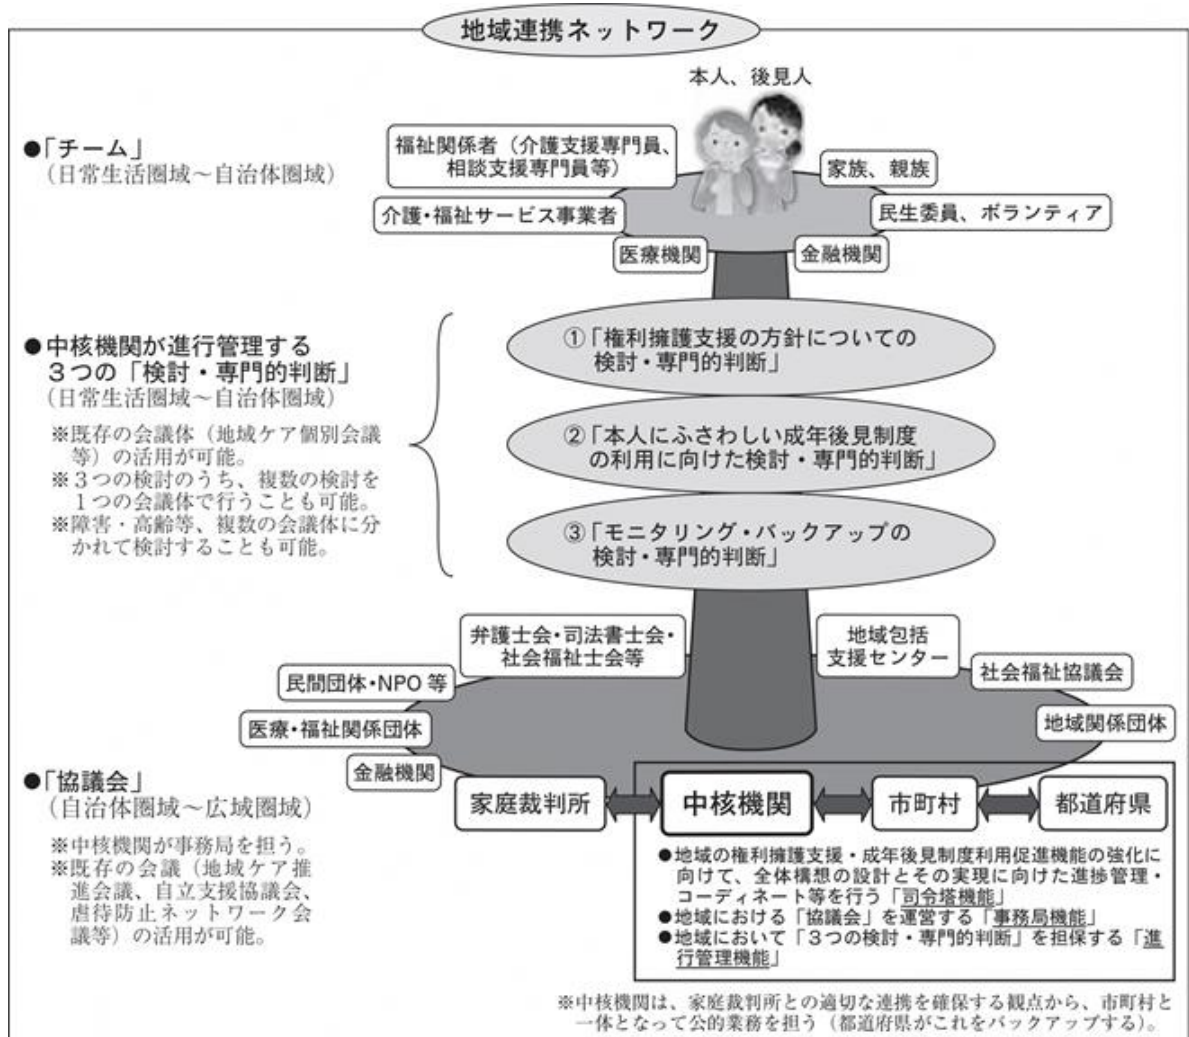 地域連携ネットワーク
本人、後見人
●「チーム」
（日常生活圏域～自治体圏域）
福祉関係者（介護支援専門員、
相談支援専門員等）
家族、親族
介護・福祉サービス事業者
民生委員、ボランティア
医療機関
金融機関
●中核機関が進行管理する
３つの「検討・専門的判断」
（日常生活圏域～自治体圏域）
※既存の会議体（地域ケア個別会議
等）の活用が可能。
※３つの検討のうち、複数の検討を
１つの会議体で行うことも可能。
※障害・高齢等、複数の会議体に分
かれて検討することも可能。
①「権利擁護支援の方針についての
検討・専門的判断」
②「本人にふさわしい成年後見制度
の利用に向けた検討・専門的判断」
③「モニタリング・バックアップの
検討・専門的判断」
弁護士会・司法書士会・
社会福祉士会等
地域包括
支援センター
民間団体・NPO 等
社会福祉協議会
医療・福祉関係団体
地域関係団体
金融機関
●「協議会」
（自治体圏域～広域圏域）
※中核機関が事務局を担う。
※既存の会議（地域ケア推
進会議、自立支援協議会、
虐待防止ネットワーク会
議等）の活用が可能。
家庭裁判所
中核機関
市町村
都道府県
●地域の権利擁護支援・成年後見制度利用促進機能の強化に
向けて、全体構想の設計とその実現に向けた進捗管理・
コーディネート等を行う「司令塔機能」
●地域における「協議会」を運営する「事務局機能」
●地域において「３つの検討・専門的判断」を担保する「進
行管理機能」
※中核機関は、家庭裁判所との適切な連携を確保する観点から、市町村と
一体となって公的業務を担う（都道府県がこれをバックアップする）。